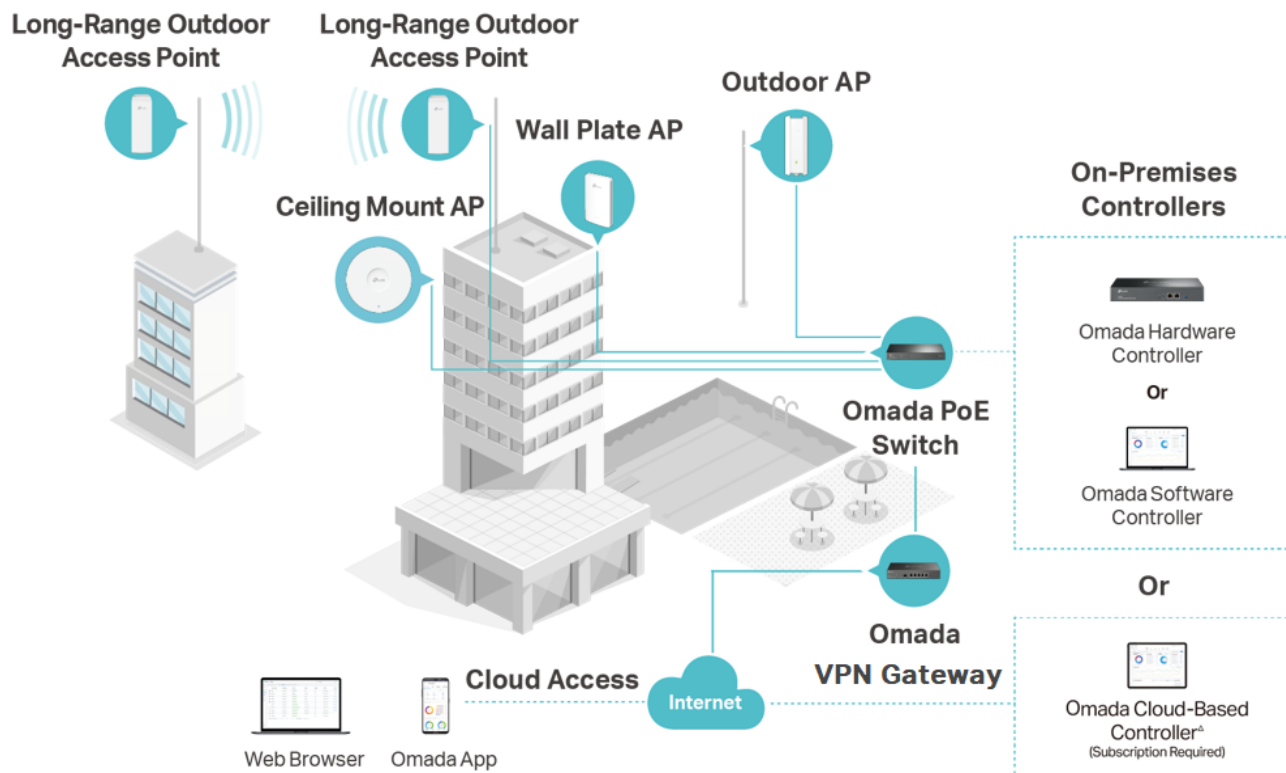 Long-Range Outdoor
Access Point
Long-Range Outdoor
Access Point
Outdoor AP
Wall Plate AP
Ceiling Mount AP
On-Premises
Controllers
Omada Hardware
Controller
Or
Omada Software
Controller
Omada PoE
Switch
Or
Omada
VPN Gateway
Cloud Access
Internet
Web Browser
Omada App
Omada Cloud-Based
Controller△
(Subscription Required)